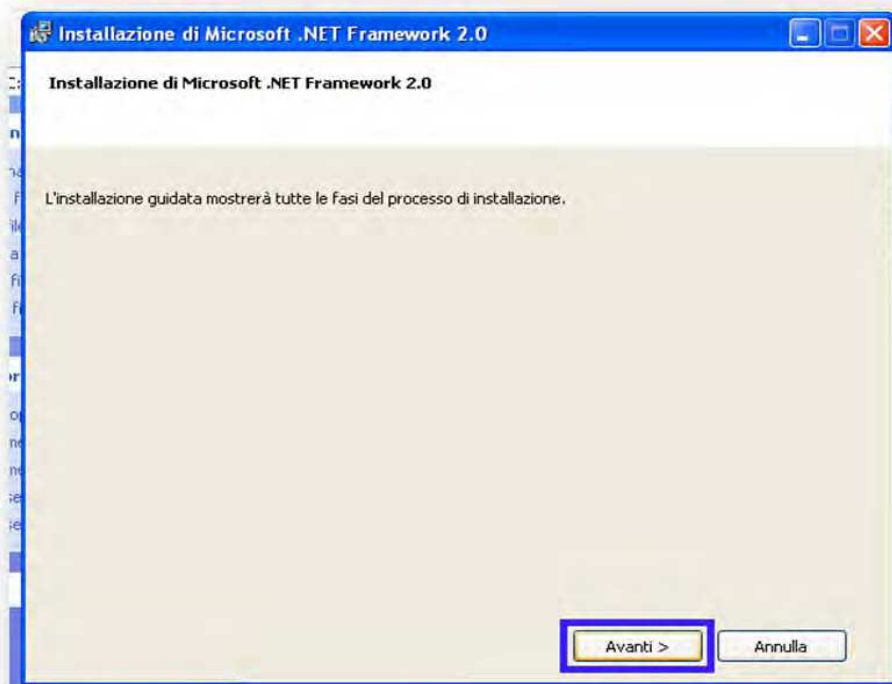 Installazione di Microsoft .NET Framework 2.0
Installazione di Microsoft .NET Framework 2.0
L'installazione guidata mostrerà tutte le fasi del processo di installazione.
Avanti >
Annulla